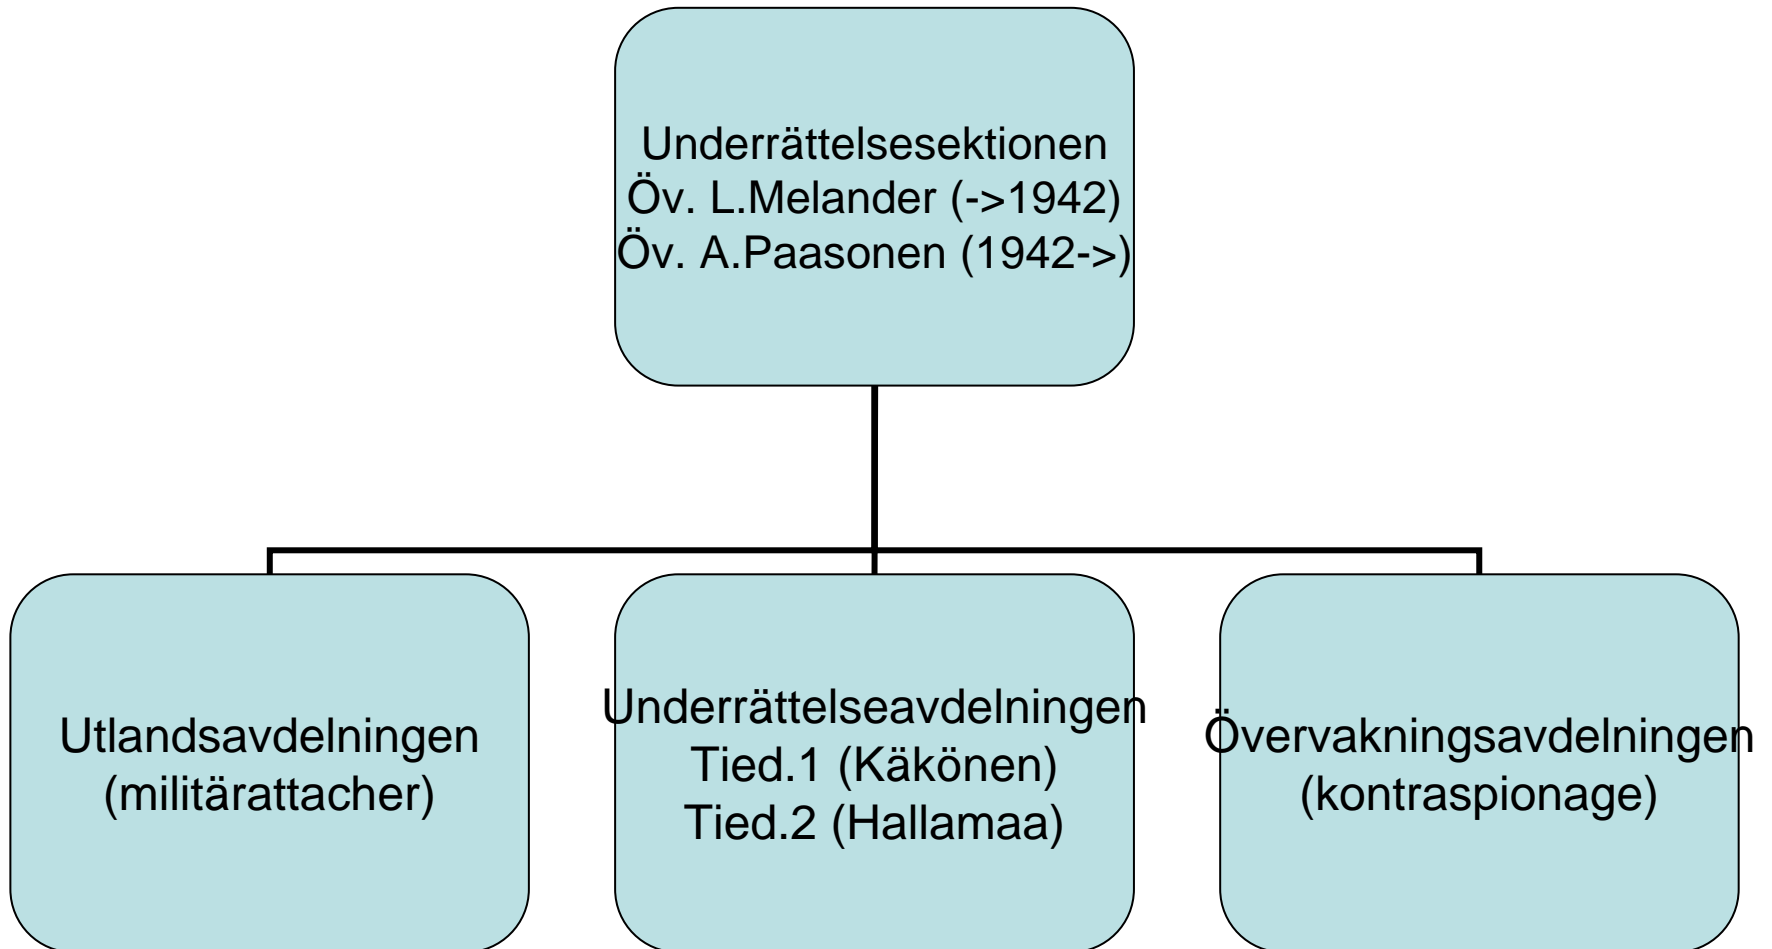 Underrättelsesektionen
Öv. L.Melander (->1942)
Öv. A.Paasonen (1942->)
Utlandsavdelningen
(militärattacher)
Underrättelseavdelningen
Tied.1 (Käkönen)
Tied.2 (Hallamaa)
Övervakningsavdelningen
(kontraspionage)